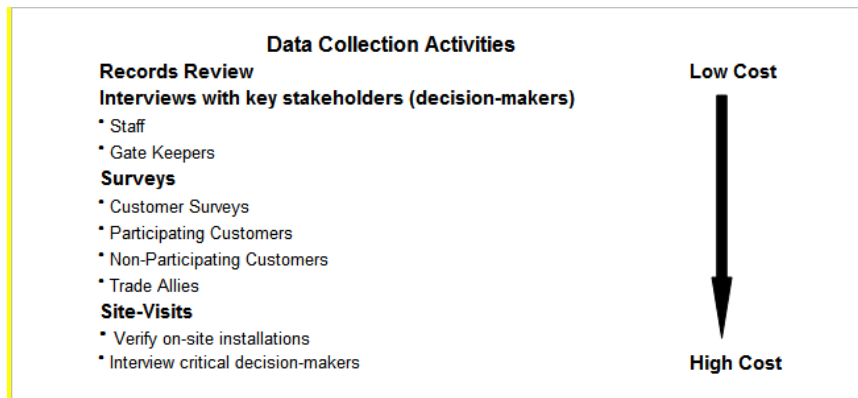 Data Collection Activities
Records Review Low Cost
Interviews with key stakeholders (decision-makers)
• Staff
• Gate Keepers
Surveys
• Customer Surveys
• Participating Customers
• Non-Participating Customers
• Trade Allies
Site-Visits
• Verify on-site installations
• Interview critical decision-makers High Cost